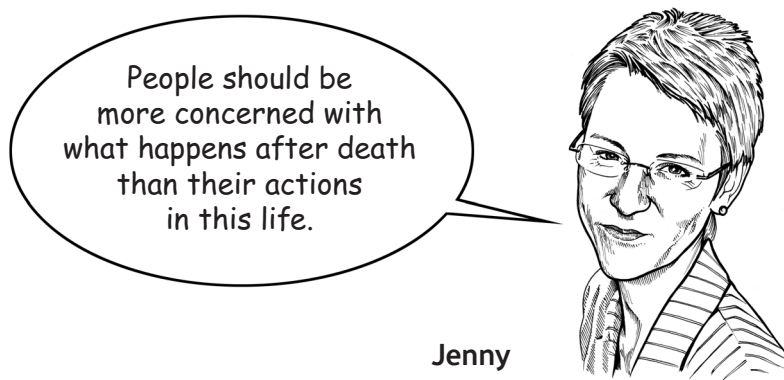 People should be
more concerned with
what happens after death
than their actions
in this life.
Jenny